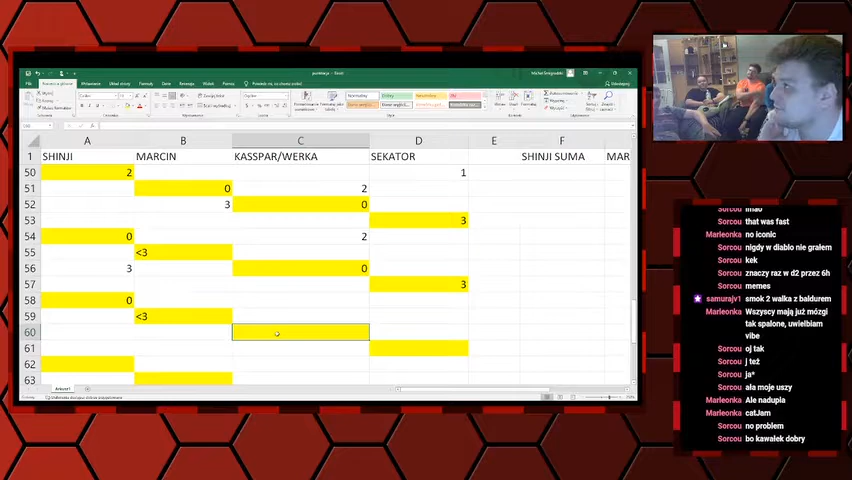 A B C D E F
1 SHINJI MARCIN KASSPAR/WERKA SEKATOR SHINJI SUMA MAR
50 2 1
51 0 2
52 3 0
53 3
54 0 2
55 <3
56 3 0
57 3
58 0
59 <3
60
61
62
63
Sorcou lmao
Sorcou that was fast
Marleonka no iconic
Sorcou nigdy w diablo nie grałem
Sorcou kek
Sorcou znaczy raz w d2 przez 6h
Sorcou memes
samurajv1 smok 2 walka z baldurem
Marleonka Wszyscy mają już mózgi
tak spalone, uwielbiam
vibe
Sorcou oj tak
Sorcou j też
Sorcou ja*
Sorcou ała moje uszy
Marleonka Ale nadupla
Marleonka catJam
Sorcou no problem
Sorcou bo kawałek dobry